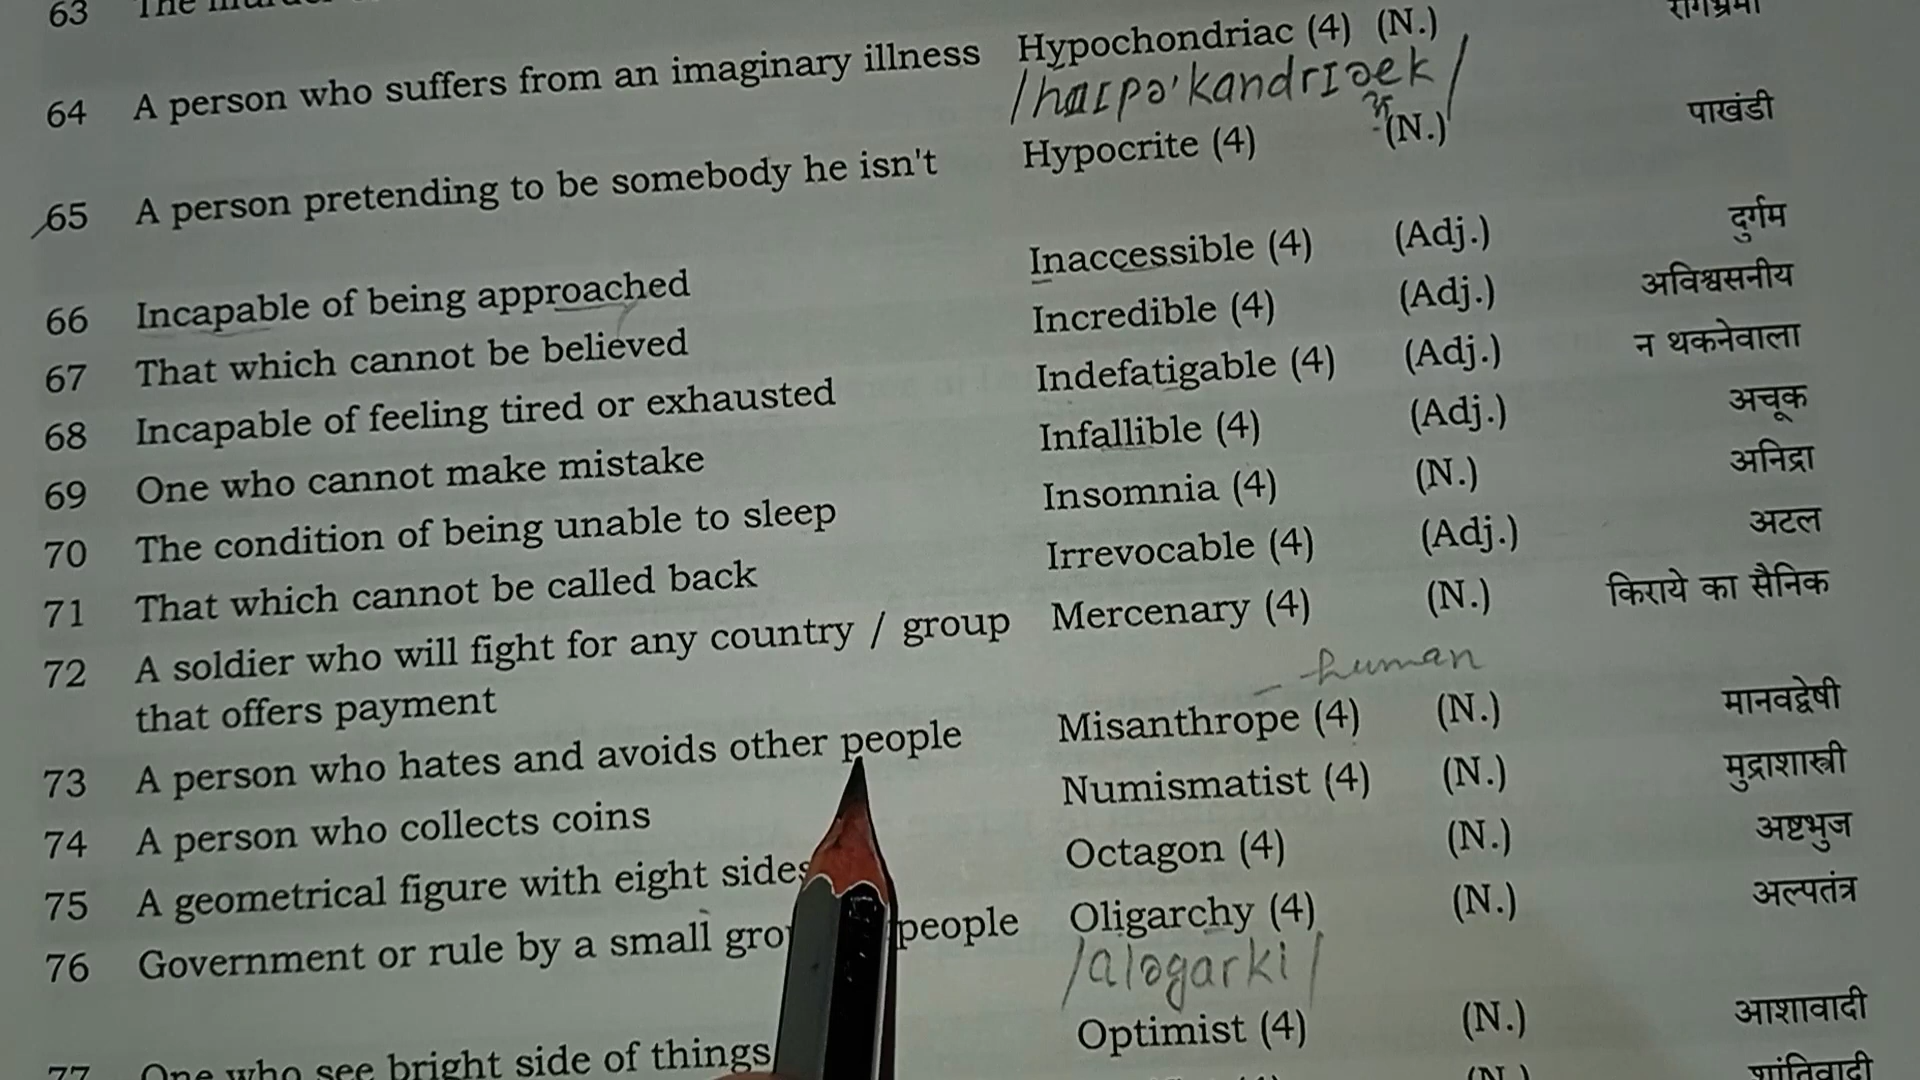 63 The
64 A person who suffers from an imaginary illness Hypochondriac (4) (N.) रोगभ्रमी
/haɪpə'kandrɪəek/
65 A person pretending to be somebody he isn't Hypocrite (4) (N.) पाखंडी
66 Incapable of being approached Inaccessible (4) (Adj.) दुर्गम
67 That which cannot be believed Incredible (4) (Adj.) अविश्वसनीय
68 Incapable of feeling tired or exhausted Indefatigable (4) (Adj.) न थकनेवाला
69 One who cannot make mistake Infallible (4) (Adj.) अचूक
70 The condition of being unable to sleep Insomnia (4) (N.) अनिद्रा
71 That which cannot be called back Irrevocable (4) (Adj.) अटल
72 A soldier who will fight for any country / group Mercenary (4) (N.) किराये का सैनिक
that offers payment
- human
73 A person who hates and avoids other people Misanthrope (4) (N.) मानवद्वेषी
74 A person who collects coins Numismatist (4) (N.) मुद्राशास्त्री
75 A geometrical figure with eight sides Octagon (4) (N.) अष्टभुज
76 Government or rule by a small people Oligarchy (4) (N.) अल्पतंत्र
/aləgarki/
77 One who see bright side of things Optimist (4) (N.) आशावादी
(N.) शांतिवादी